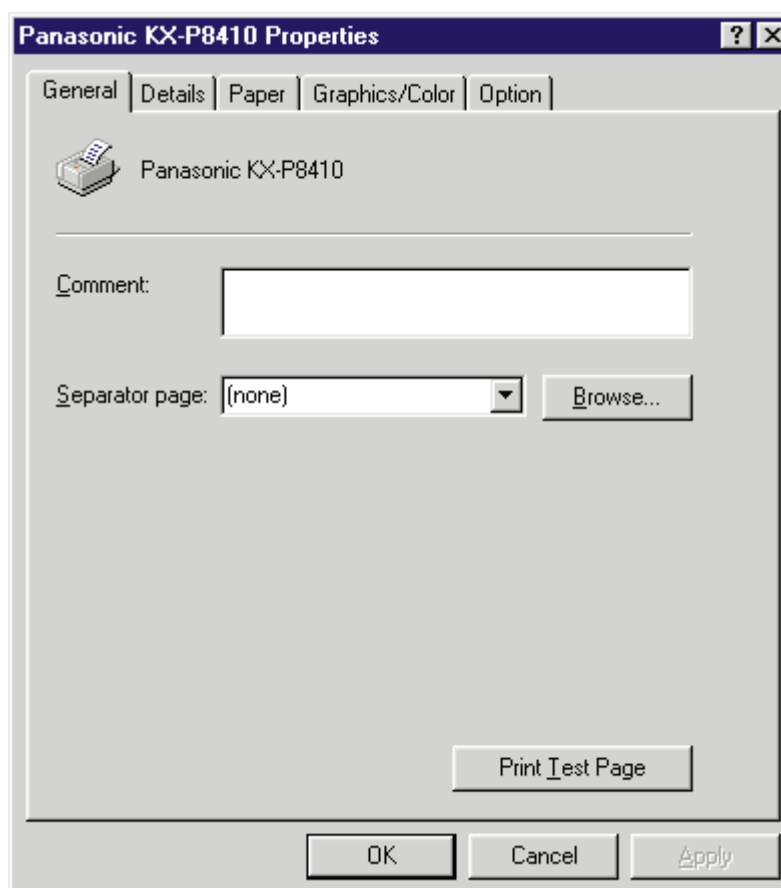 Panasonic KX-P8410 Properties ? X
General Details Paper Graphics/Color Option
Panasonic KX-P8410
Comment:
Separator page: (none) Browse...
Print Test Page
OK Cancel Apply